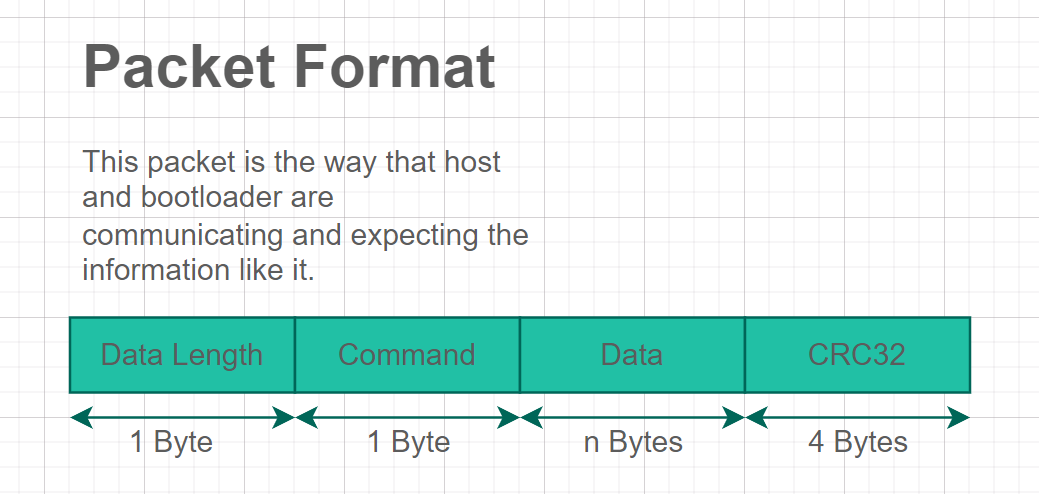 Packet Format
This packet is the way that host
and bootloader are
communicating and expecting the
information like it.
Data Length Command Data CRC32
1 Byte 1 Byte n Bytes 4 Bytes